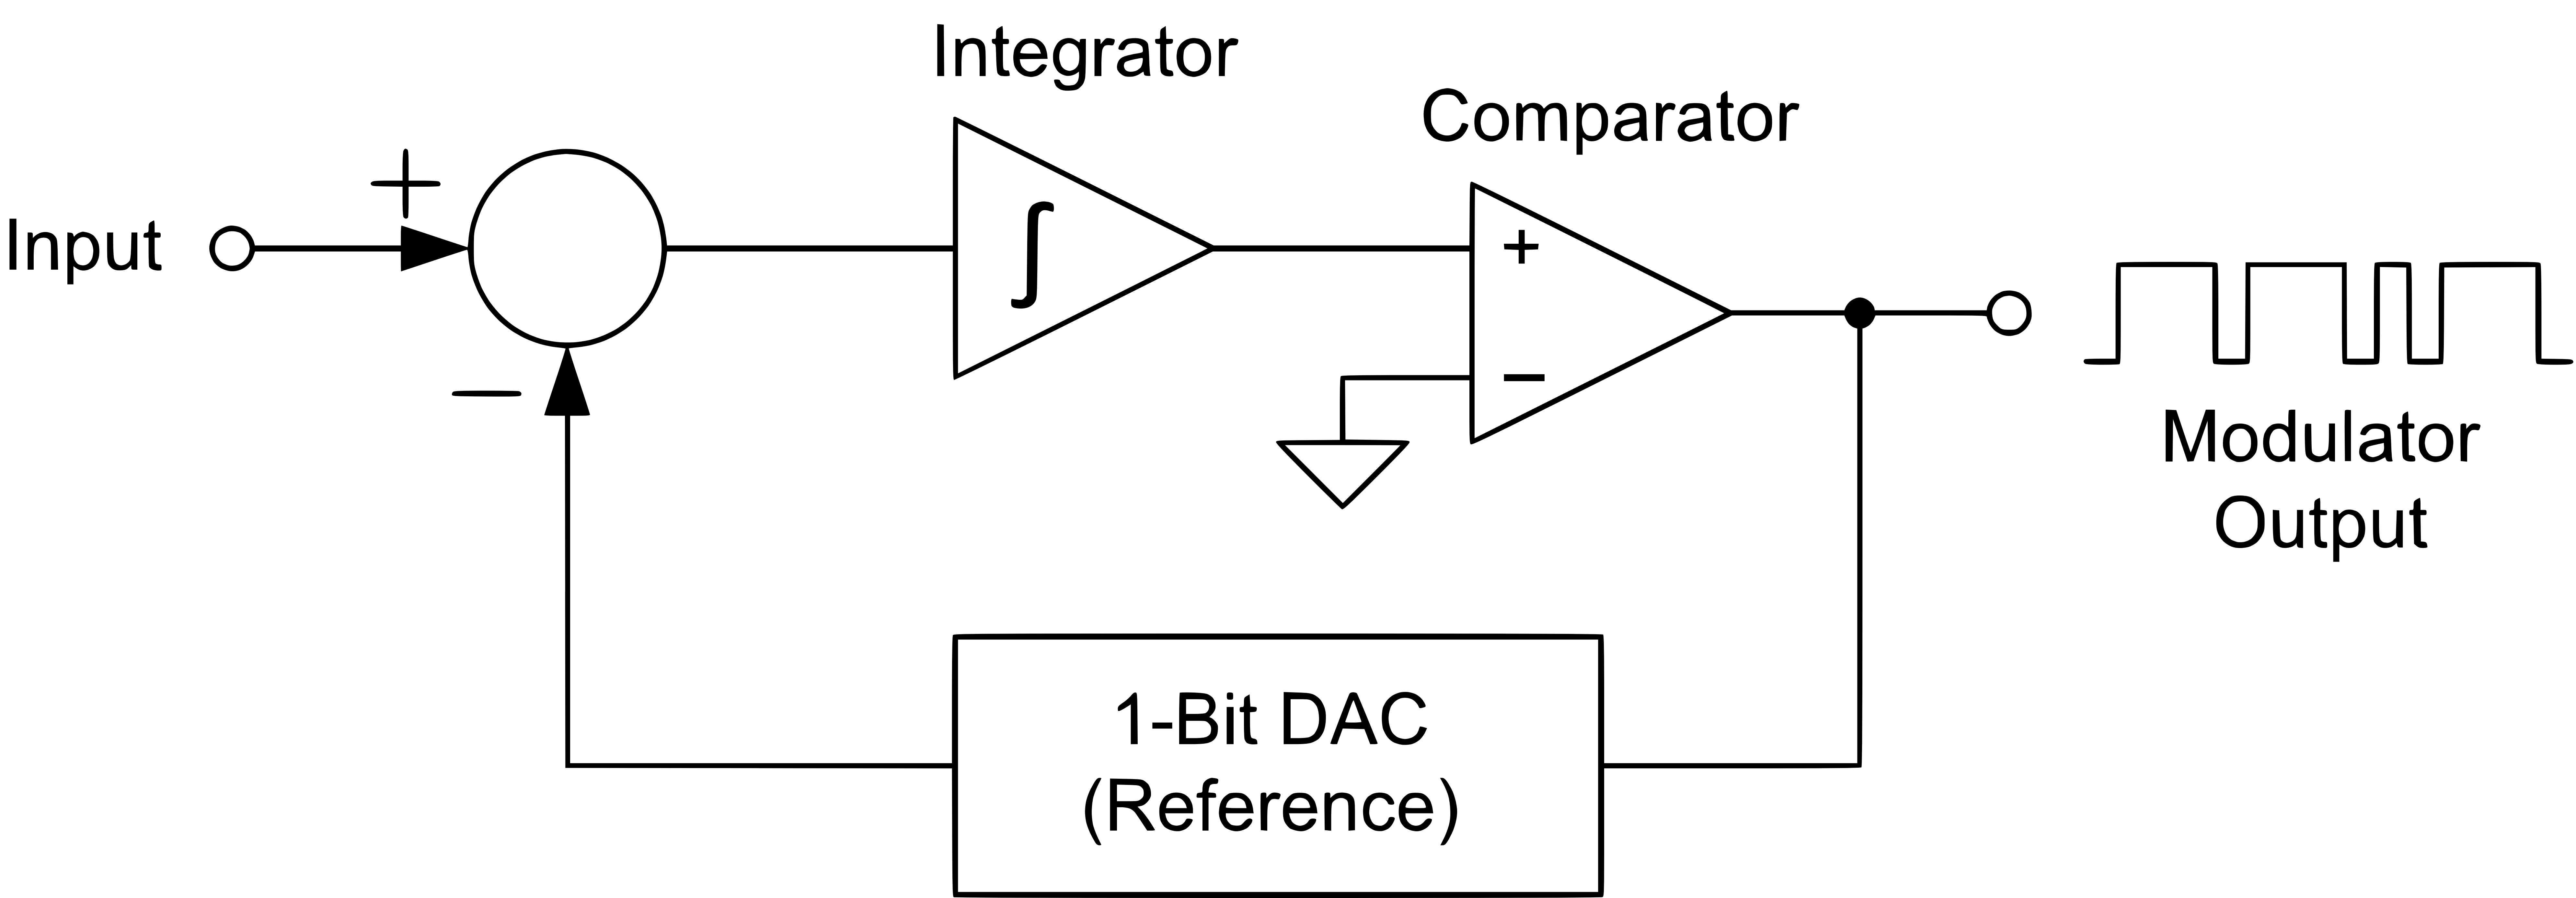 Integrator
Comparator
+
Input
∫
+
−
−
Modulator
Output
1-Bit DAC
(Reference)